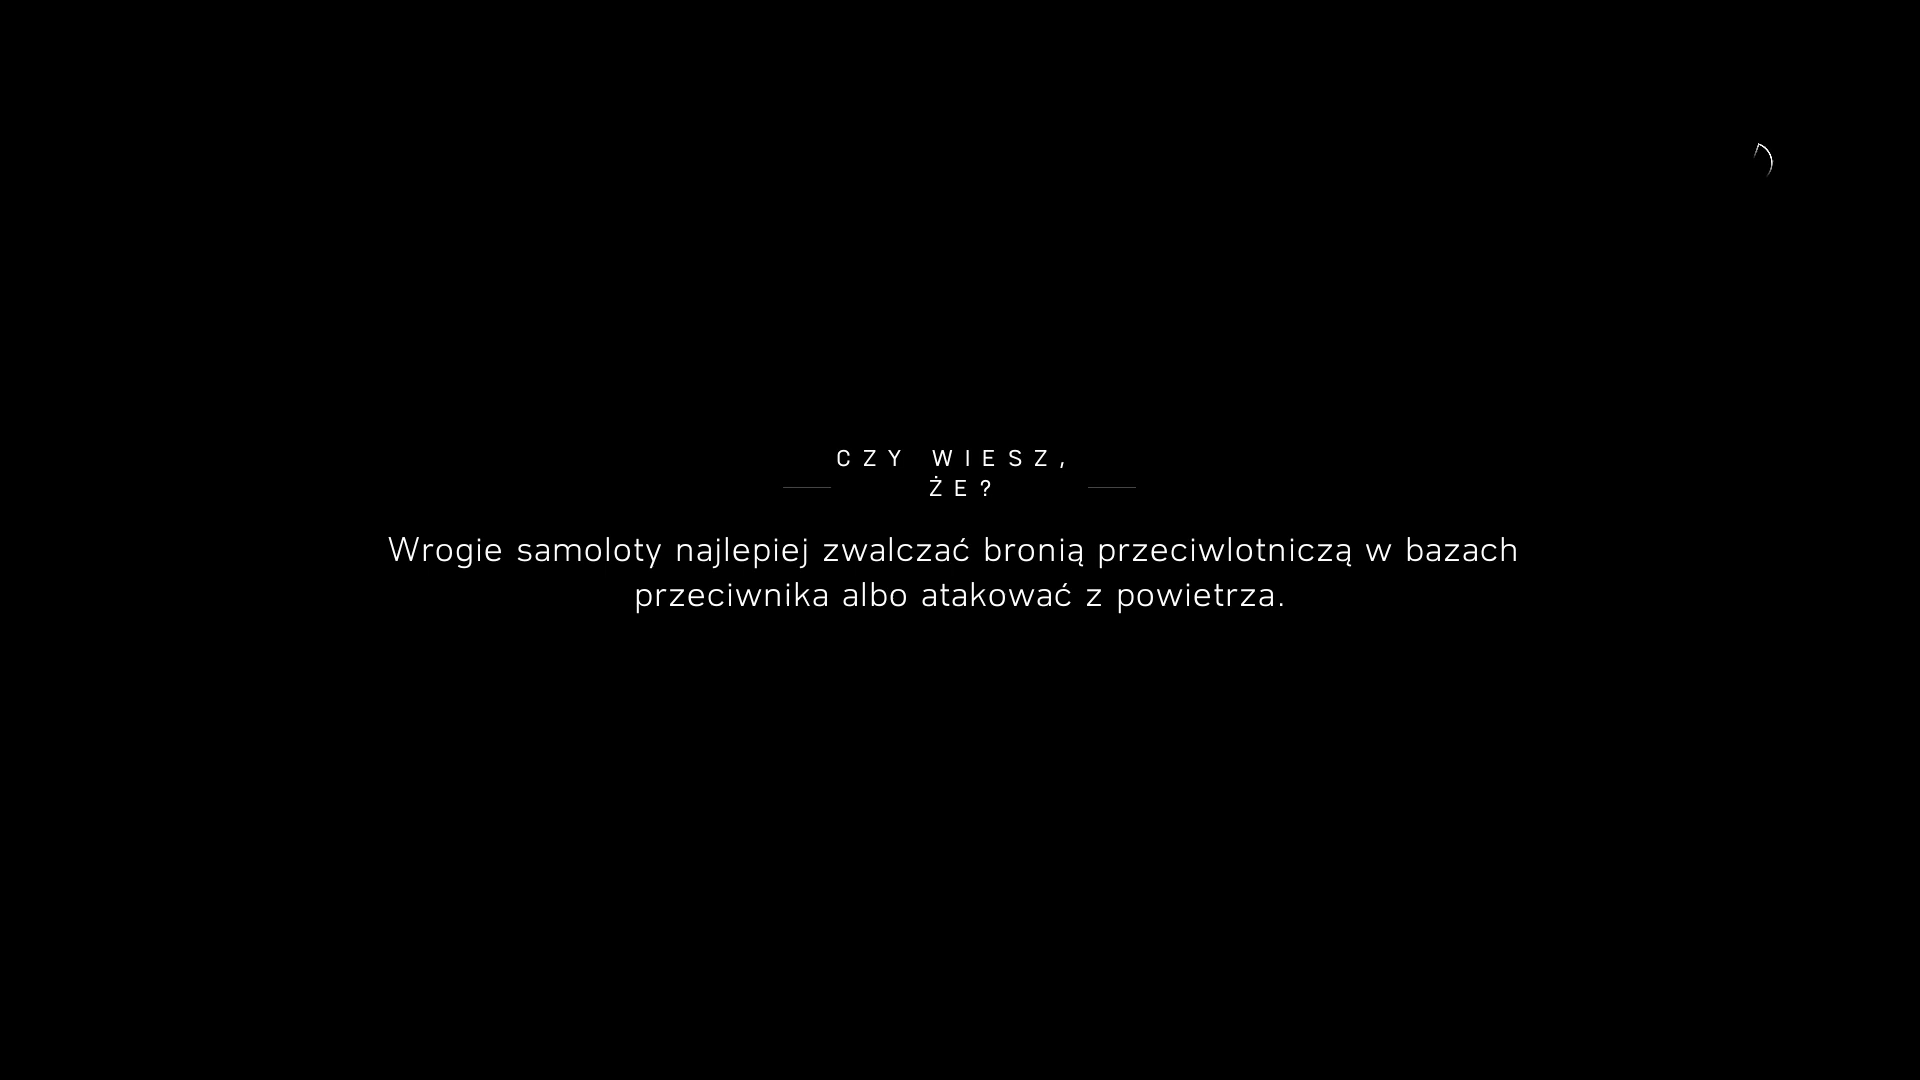 CZY WIESZ,
ŻE?
Wrogie samoloty najlepiej zwalczać bronią przeciwlotniczą w bazach
przeciwnika albo atakować z powietrza.